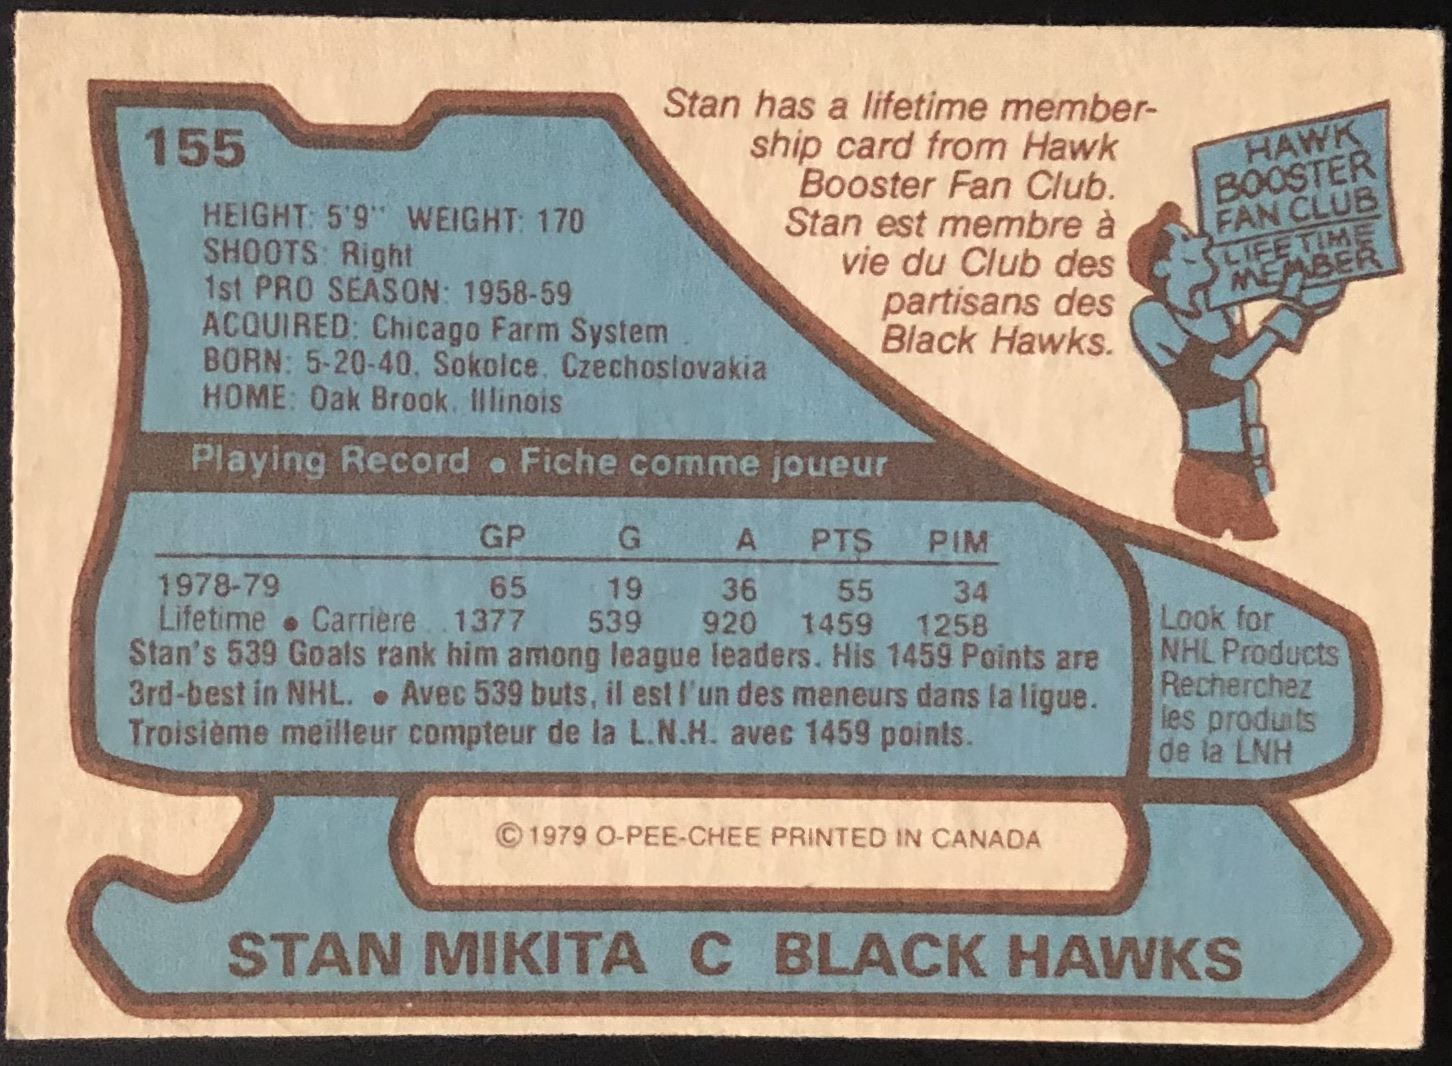 155
HEIGHT: 5'9" WEIGHT: 170
SHOOTS: Right
1st PRO SEASON: 1958-59
ACQUIRED: Chicago Farm System
BORN: 5-20-40, Sokolce, Czechoslovakia
HOME: Oak Brook, Illinois
Stan has a lifetime member-
ship card from Hawk
Booster Fan Club.
Stan est membre à
vie du Club des
partisans des
Black Hawks.
HAWK
BOOSTER
FAN CLUB
LIFETIME
MEMBER
Playing Record • Fiche comme joueur
GP G A PTS PIM
1978-79 65 19 36 55 34
Lifetime • Carrière 1377 539 920 1459 1258
Stan's 539 Goals rank him among league leaders. His 1459 Points are
3rd-best in NHL. • Avec 539 buts, il est l'un des meneurs dans la ligue.
Troisième meilleur compteur de la L.N.H. avec 1459 points.
Look for
NHL Products
Recherchez
les produits
de la LNH
© 1979 O-PEE-CHEE PRINTED IN CANADA
STAN MIKITA C BLACK HAWKS